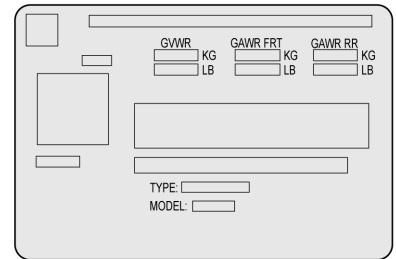 GVWR GAWR FRT GAWR RR
KG KG KG
LB LB LB
TYPE:
MODEL: